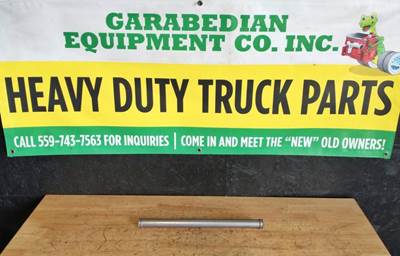 GARABEDIAN
EQUIPMENT CO. INC.
HEAVY DUTY TRUCK PARTS
CALL 559-743-7563 FOR INQUIRIES | COME IN AND MEET THE "NEW" OLD OWNERS!